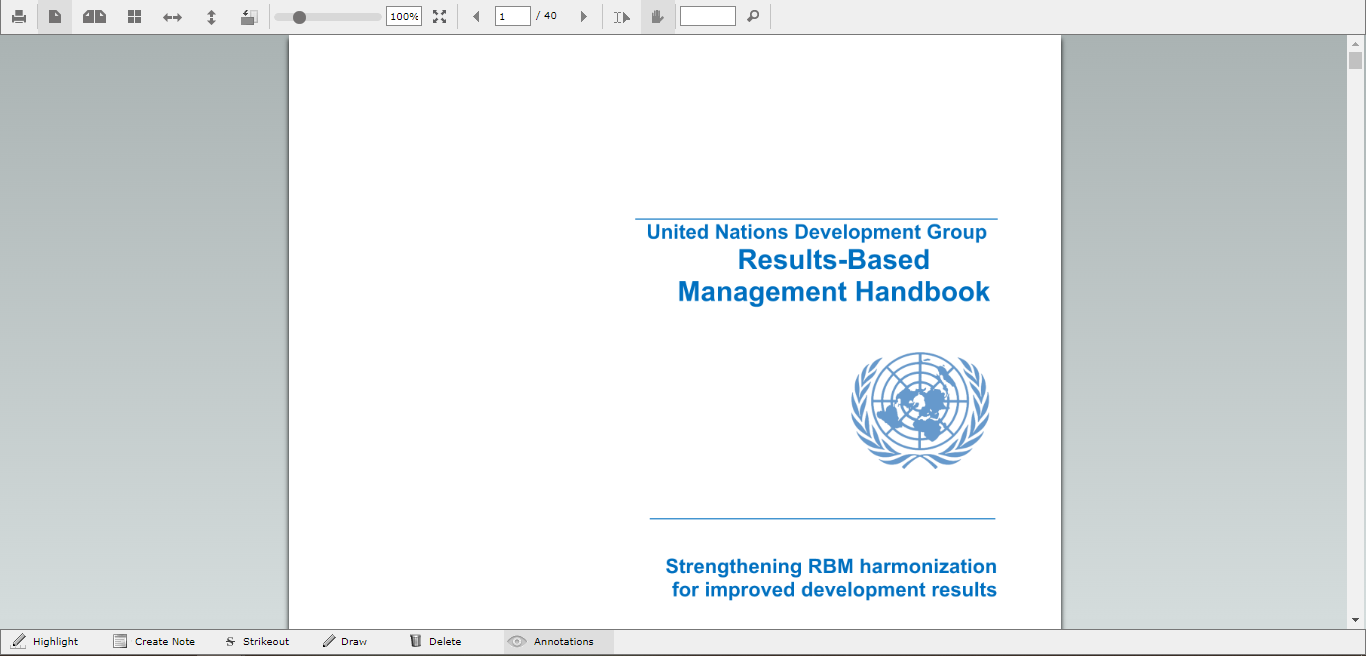 100%
1 / 40
United Nations Development Group
Results-Based
Management Handbook
Strengthening RBM harmonization
for improved development results
Highlight
Create Note
S Strikeout
Draw
Delete
Annotations